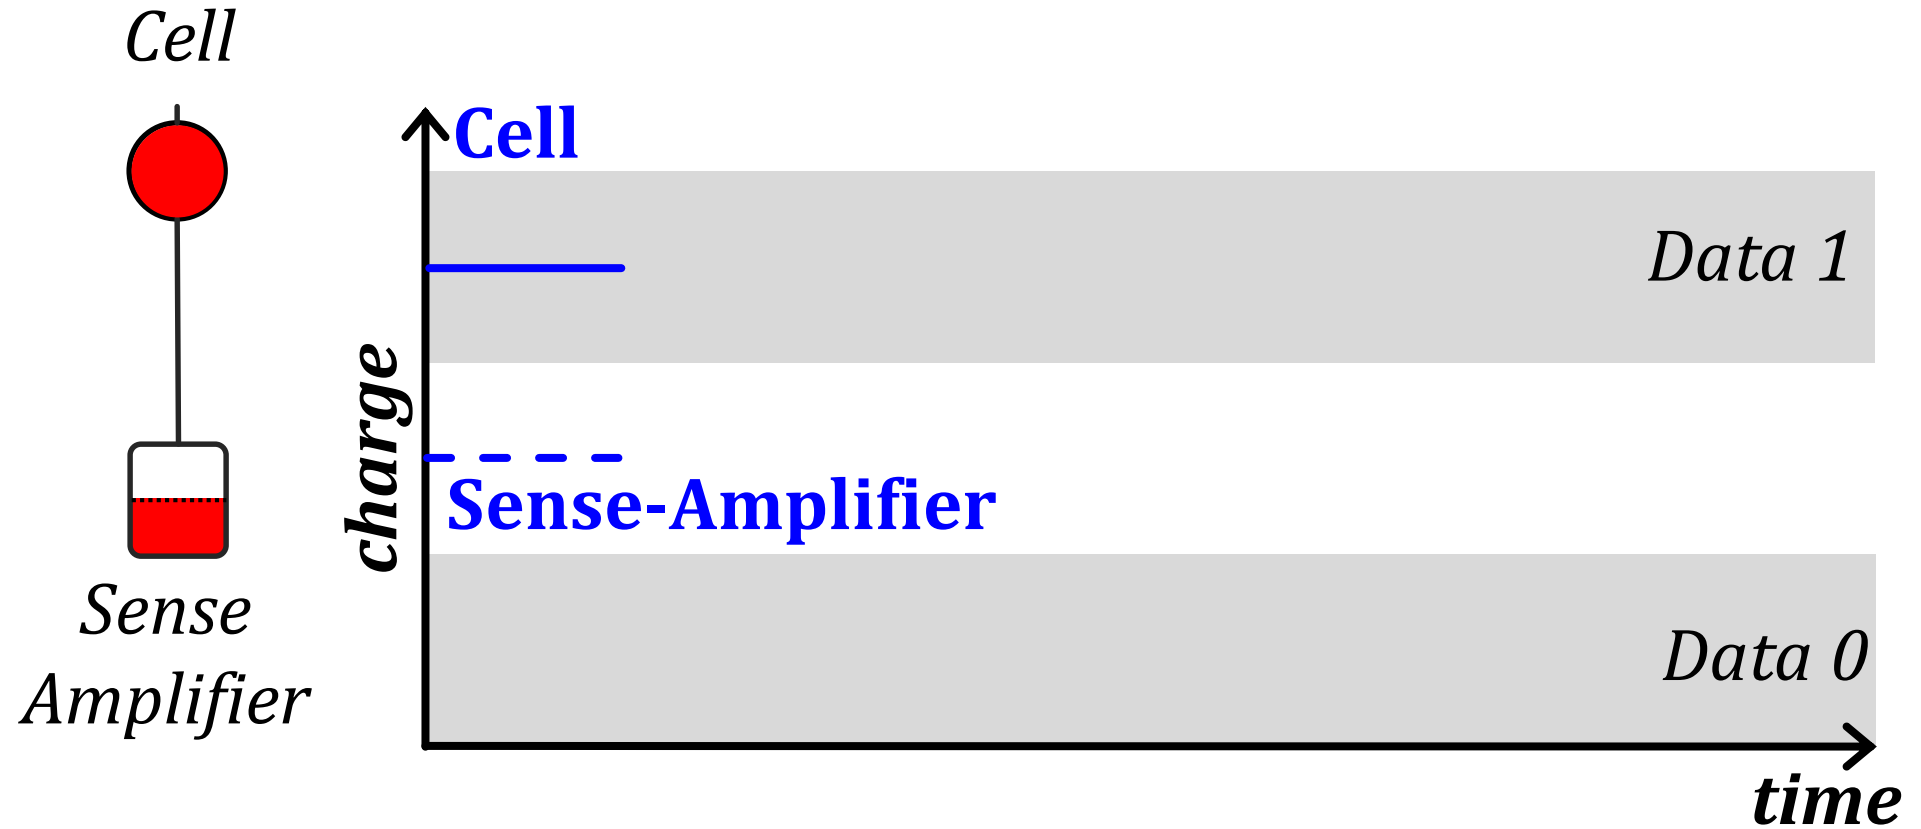 Cell
Sense
Amplifier
charge
Cell
Data 1
Sense-Amplifier
Data 0
time